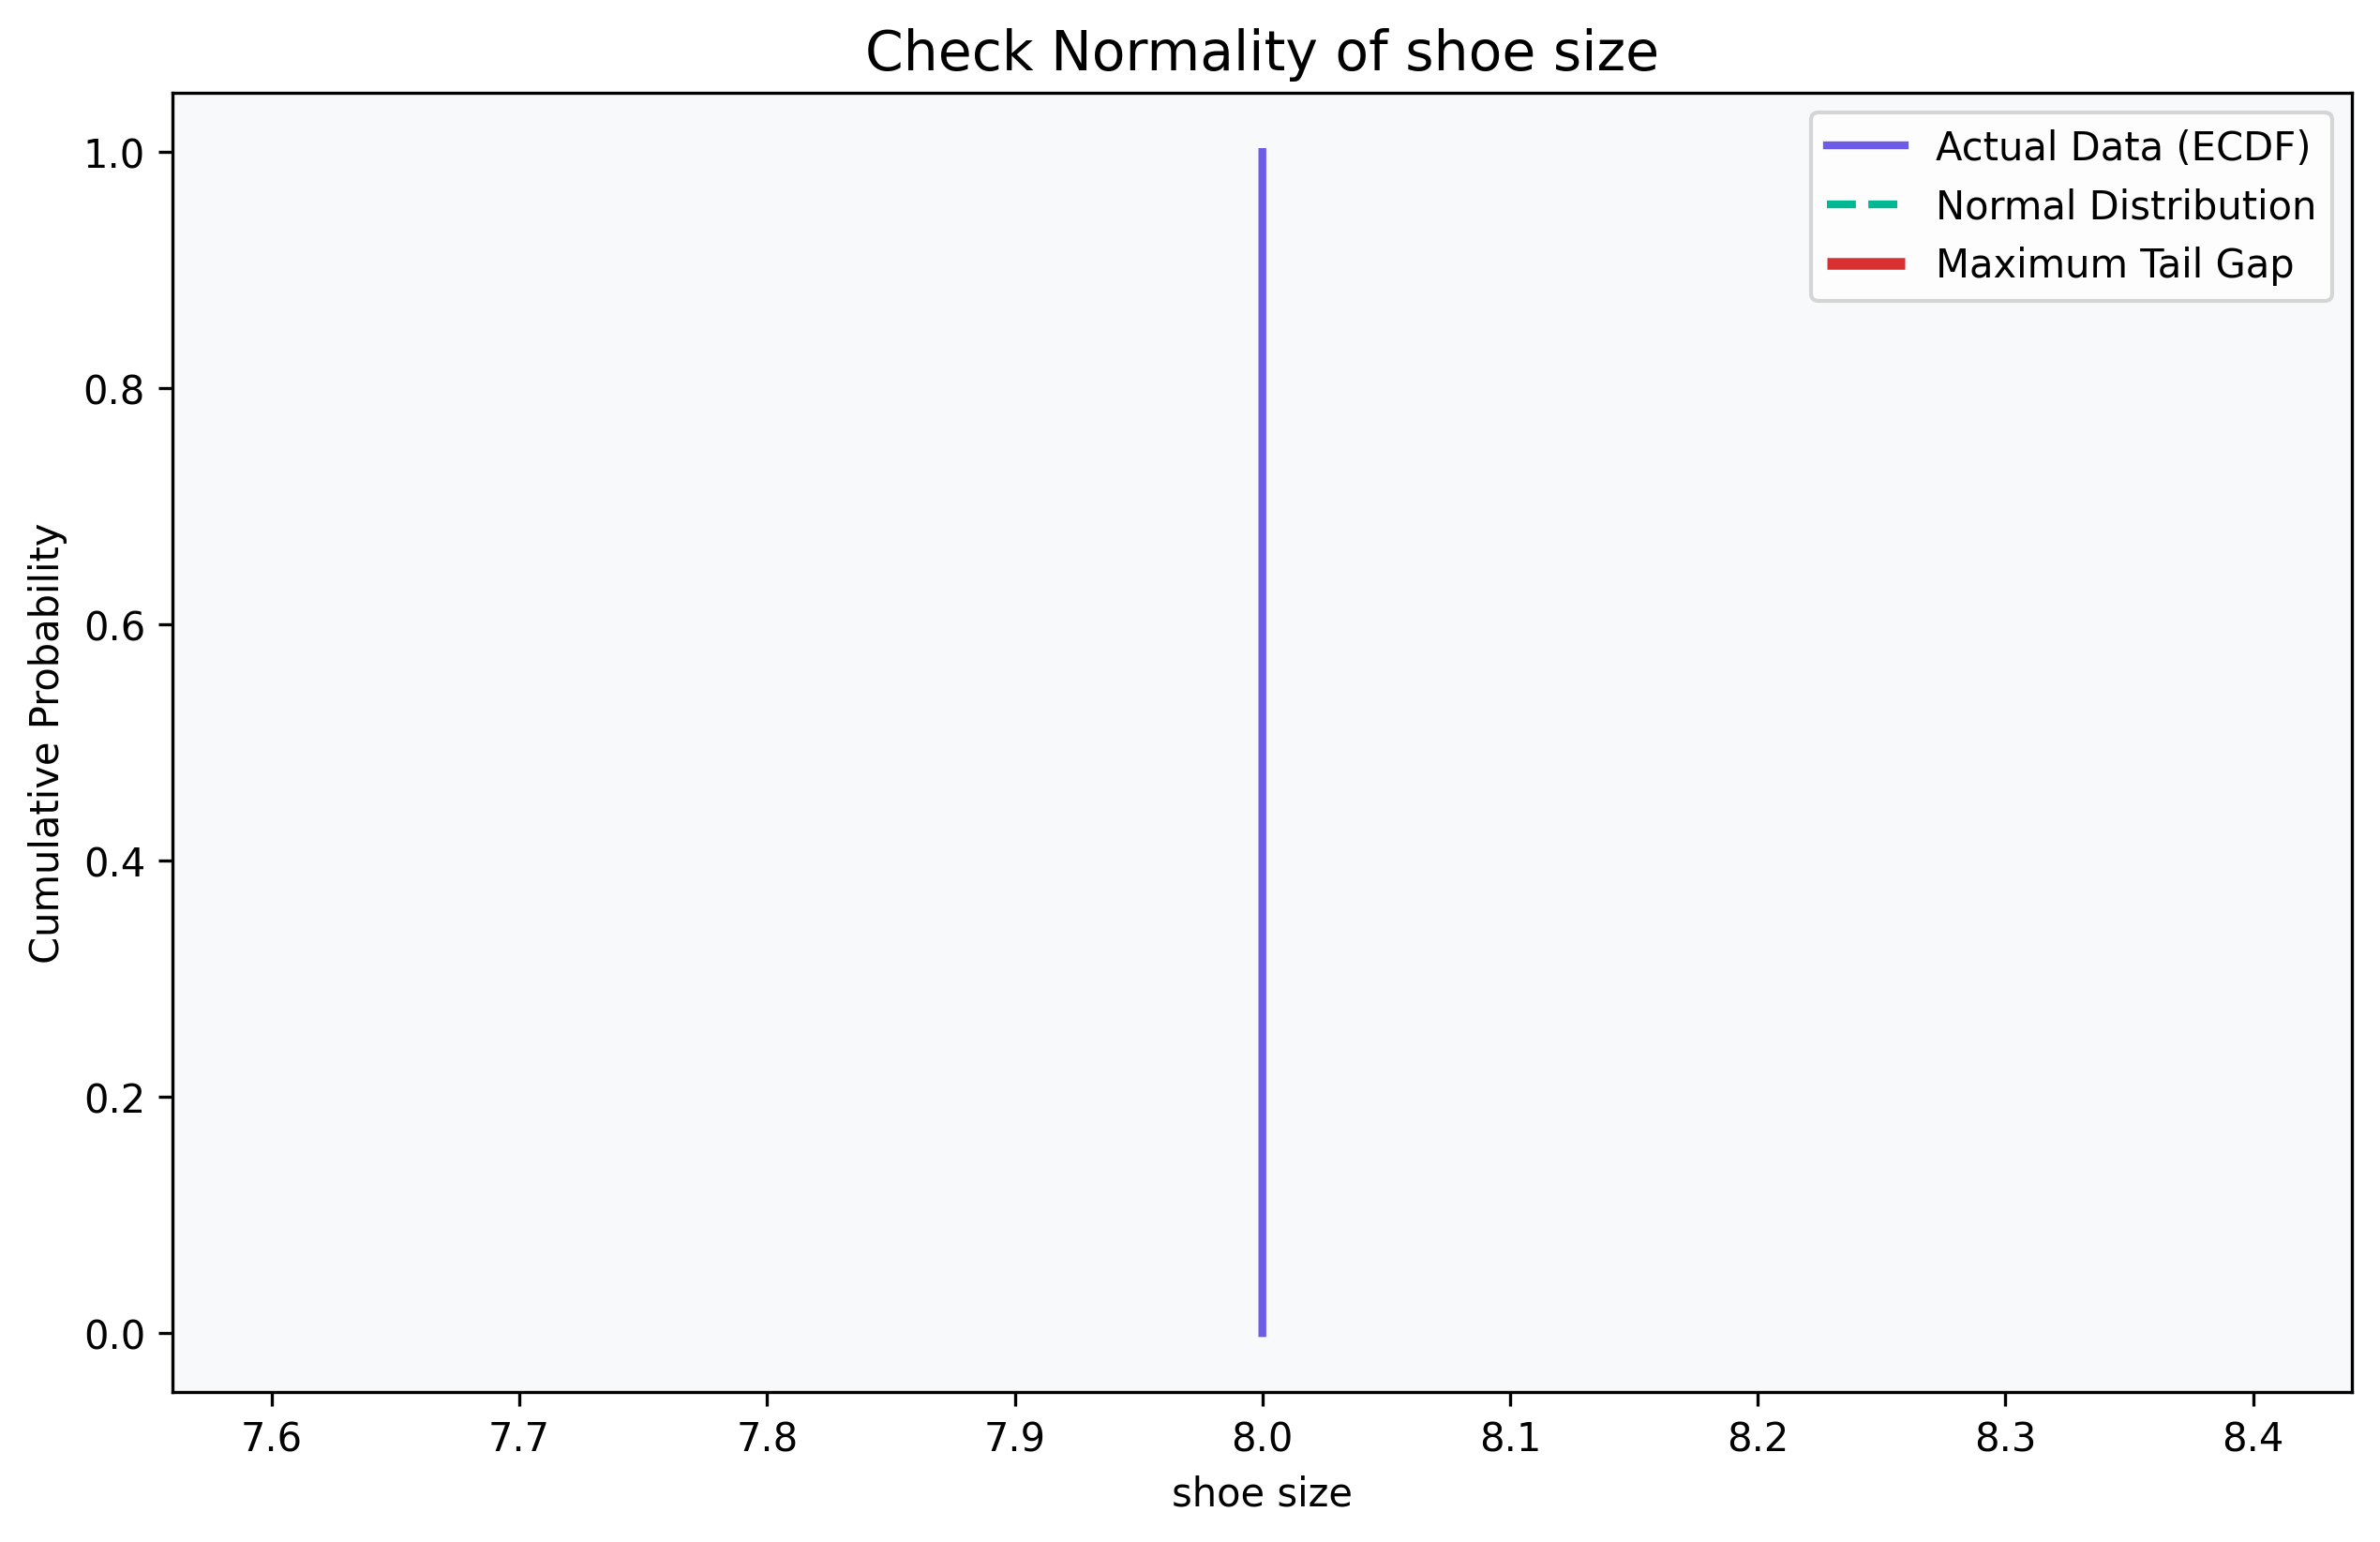 Check Normality of shoe size
Actual Data (ECDF)
Normal Distribution
Maximum Tail Gap
Cumulative Probability
1.0
0.8
0.6
0.4
0.2
0.0
7.6 7.7 7.8 7.9 8.0 8.1 8.2 8.3 8.4
shoe size